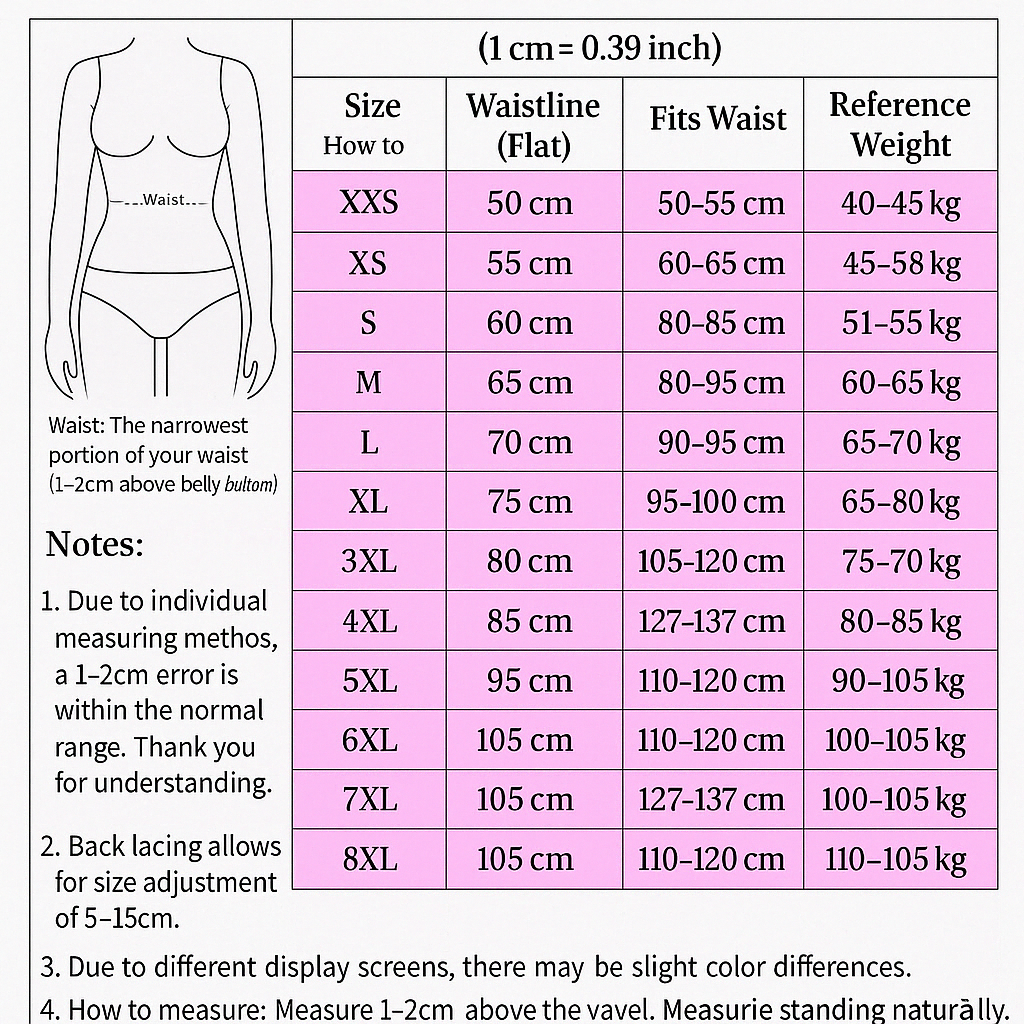 (1 cm = 0.39 inch)
Size How to Waistline (Flat) Fits Waist Reference Weight
XXS 50 cm 50–55 cm 40–45 kg
XS 55 cm 60–65 cm 45–58 kg
S 60 cm 80–85 cm 51–55 kg
M 65 cm 80–95 cm 60–65 kg
L 70 cm 90–95 cm 65–70 kg
XL 75 cm 95–100 cm 65–80 kg
3XL 80 cm 105–120 cm 75–70 kg
4XL 85 cm 127–137 cm 80–85 kg
5XL 95 cm 110–120 cm 90–105 kg
6XL 105 cm 110–120 cm 100–105 kg
7XL 105 cm 127–137 cm 100–105 kg
8XL 105 cm 110–120 cm 110–105 kg
Waist
Waist: The narrowest
portion of your waist
(1–2cm above belly bultom)
Notes:
1. Due to individual
measuring methos,
a 1–2cm error is
within the normal
range. Thank you
for understanding.
2. Back lacing allows
for size adjustment
of 5–15cm.
3. Due to different display screens, there may be slight color differences.
4. How to measure: Measure 1–2cm above the vavel. Measurie standing naturālly.